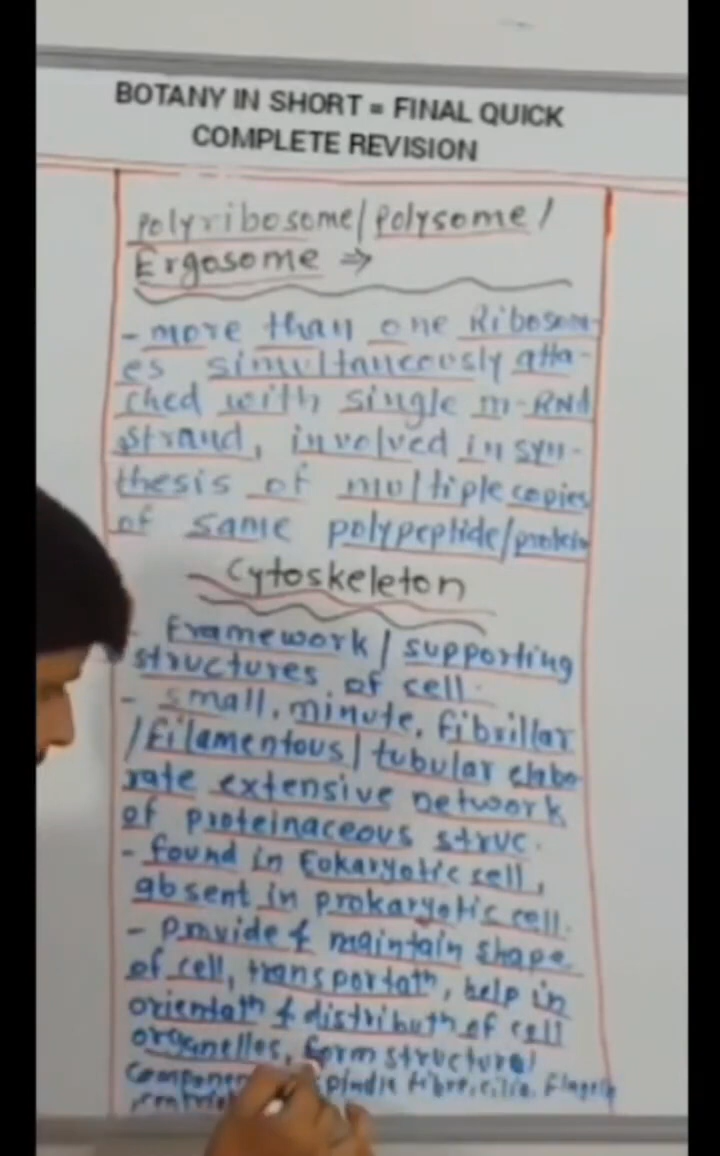 BOTANY IN SHORT = FINAL QUICK
COMPLETE REVISION
Polyribosome/Polysome/
Ergosome ⇒
- more than one Ribosom-
es simultaneously atta-
ched with single m-RNA
strand, involved in syn-
thesis of multiple copies
of same polypeptide/protein
Cytoskeleton
- Framework/supporting
structures of cell.
- small, minute, fibrillar
/filamentous/tubular elabo
rate extensive network
of proteinaceous struc.
- found in Eukaryotic cell,
absent in prokaryotic cell.
- Provide & maintain shape
of cell, transportatn, help in
orientatn & distributn of cell
organelles, form structural
fibre, cilia, Flagella